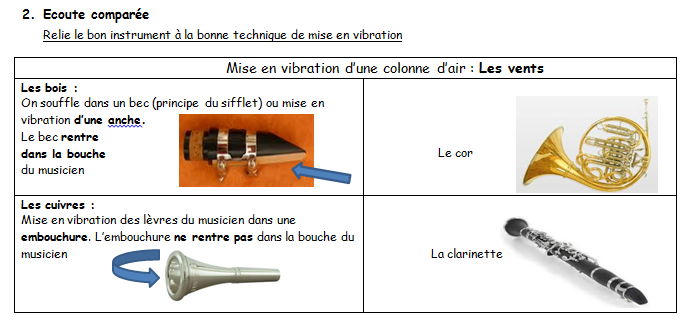 2. Ecoute comparée
Relie le bon instrument à la bonne technique de mise en vibration
Mise en vibration d’une colonne d’air : Les vents
Les bois :
On souffle dans un bec (principe du sifflet) ou mise en
vibration d’une anche.
Le bec rentre
dans la bouche
du musicien
Le cor
Les cuivres :
Mise en vibration des lèvres du musicien dans une
embouchure. L’embouchure ne rentre pas dans la bouche du
musicien
La clarinette